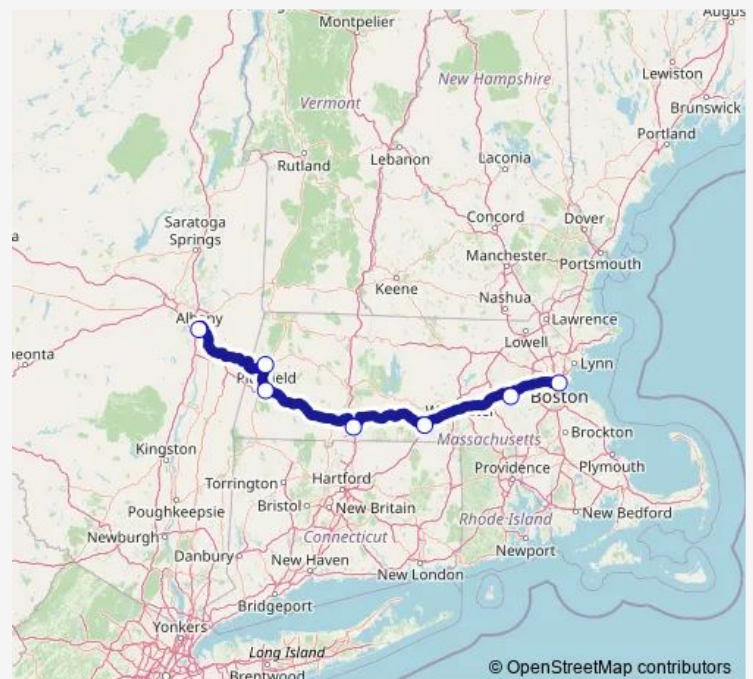 Montpelier
Augus
New Hampshire
Lewiston
Vermont
Brunswick
Portland
Rutland
Lebanon
Laconia
Saratoga
Springs
Concord
Dover
a
Manchester
Portsmouth
Keene
Nashua
Albany
Lawrence
Lowell
eonta
Lynn
Boston
Massachusetts
Brockton
Kingston
Hartford
Providence
Plymouth
Torrington
Poughkeepsie
Bristol
New Britain
New Bedford
Rhode Island
Newburgh
Connecticut
Danbury
New Haven
Newport
New London
Bridgeport
Yonkers
Long Island
Brentwood
© OpenStreetMap contributors